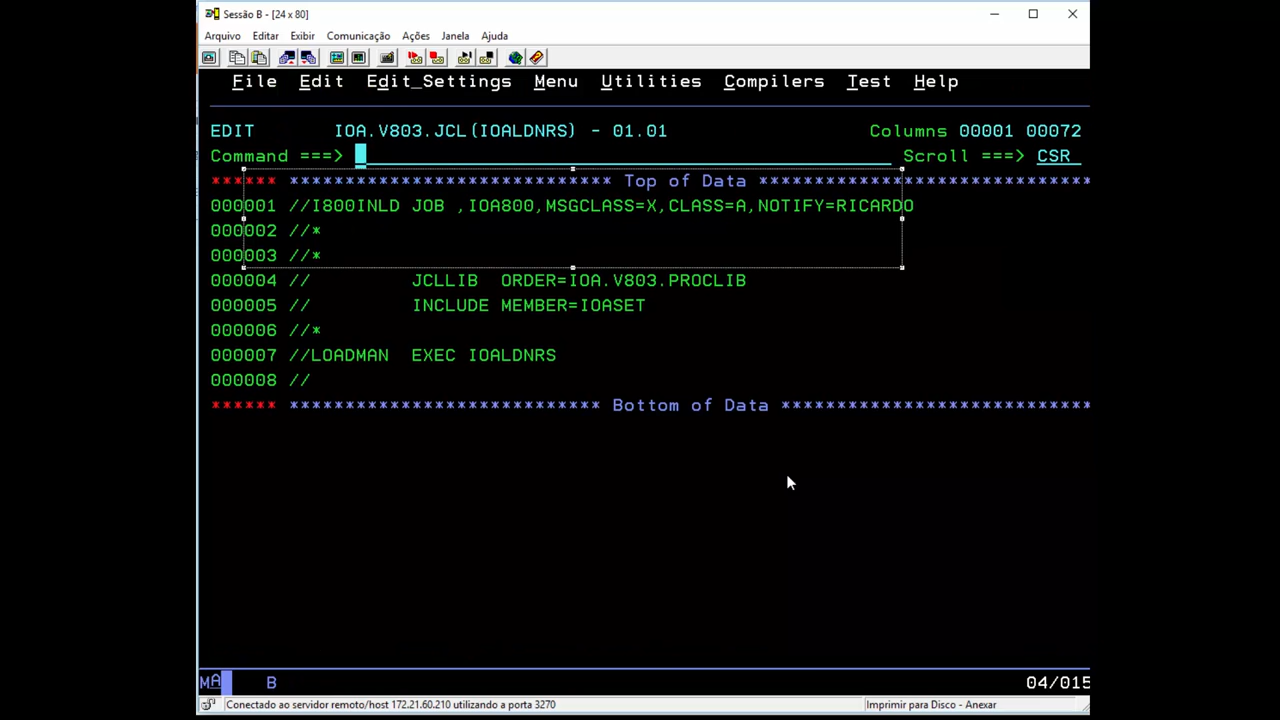 Sessão B - [24 x 80]
Arquivo Editar Exibir Comunicação Ações Janela Ajuda
File Edit Edit_Settings Menu Utilities Compilers Test Help
EDIT IOA.V803.JCL(IOALDNRS) - 01.01 Columns 00001 00072
Command ===> Scroll ===> CSR
****** **************************** Top of Data ******************************
000001 //I800INLD JOB ,IOA800,MSGCLASS=X,CLASS=A,NOTIFY=RICARDO
000002 //*
000003 //*
000004 // JCLLIB ORDER=IOA.V803.PROCLIB
000005 // INCLUDE MEMBER=IOASET
000006 //*
000007 //LOADMAN EXEC IOALDNRS
000008 //
****** **************************** Bottom of Data ****************************
MA B 04/015
Conectado ao servidor remoto/host 172.21.60.210 utilizando a porta 3270 Imprimir para Disco - Anexar